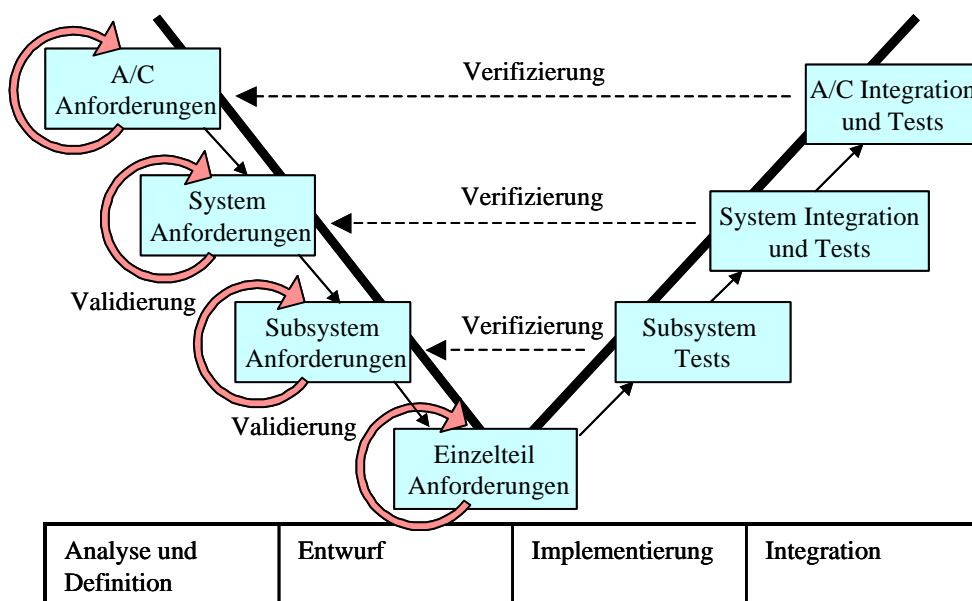 A/C
Anforderungen
Verifizierung
A/C Integration
und Tests
System
Anforderungen
Verifizierung
System Integration
und Tests
Validierung
Subsystem
Anforderungen
Verifizierung
Subsystem
Tests
Validierung
Einzelteil
Anforderungen
Analyse und
Definition
Entwurf
Implementierung
Integration